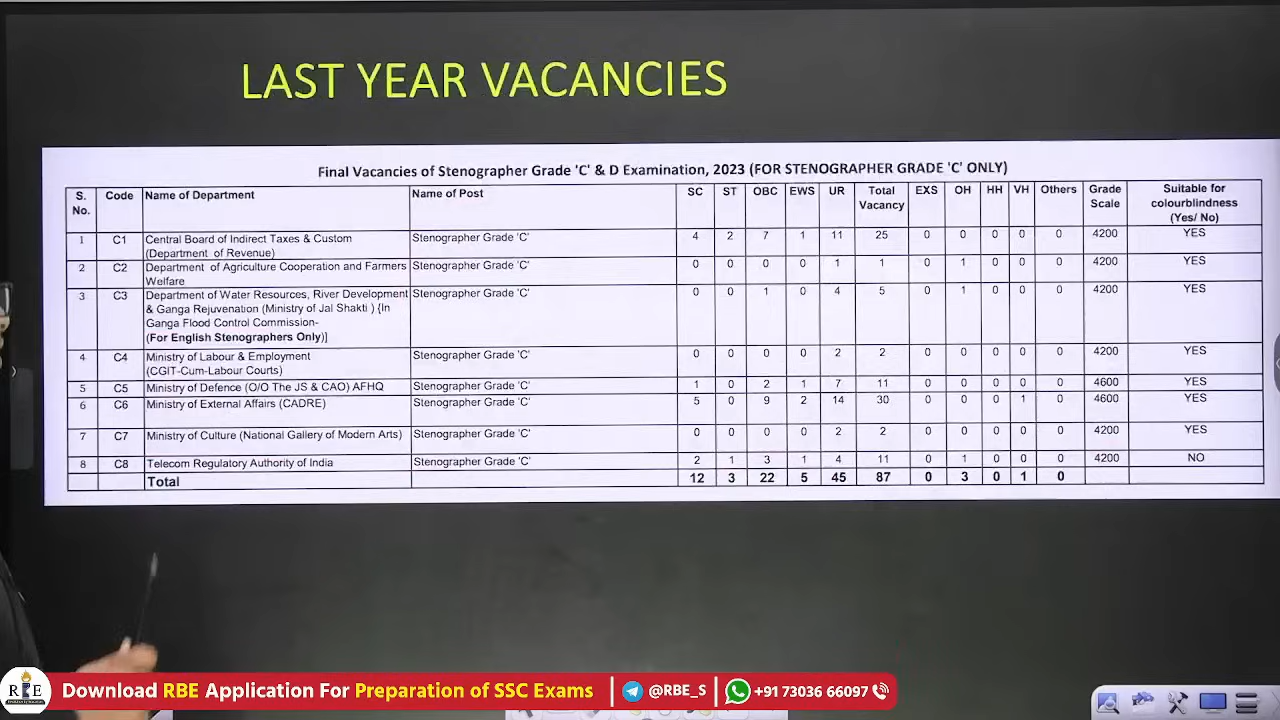 LAST YEAR VACANCIES
Final Vacancies of Stenographer Grade 'C' & D Examination, 2023 (FOR STENOGRAPHER GRADE 'C' ONLY)
S. No. Code Name of Department Name of Post SC ST OBC EWS UR Total Vacancy EXS OH HH VH Others Grade Scale Suitable for colourblindness (Yes/ No)
1 C1 Central Board of Indirect Taxes & Custom (Department of Revenue) Stenographer Grade 'C' 4 2 7 1 11 25 0 0 0 0 0 4200 YES
2 C2 Department of Agriculture Cooperation and Farmers Welfare Stenographer Grade 'C' 0 0 0 0 1 1 0 1 0 0 0 4200 YES
3 C3 Department of Water Resources, River Development & Ganga Rejuvenation (Ministry of Jal Shakti ) {In Ganga Flood Control Commission- (For English Stenographers Only)] Stenographer Grade 'C' 0 0 1 0 4 5 0 1 0 0 0 4200 YES
4 C4 Ministry of Labour & Employment (CGIT-Cum-Labour Courts) Stenographer Grade 'C' 0 0 0 0 2 2 0 0 0 0 0 4200 YES
5 C5 Ministry of Defence (O/O The JS & CAO) AFHQ Stenographer Grade 'C' 1 0 2 1 7 11 0 0 0 0 0 4600 YES
6 C6 Ministry of External Affairs (CADRE) Stenographer Grade 'C' 5 0 9 2 14 30 0 0 0 1 0 4600 YES
7 C7 Ministry of Culture (National Gallery of Modern Arts) Stenographer Grade 'C' 0 0 0 0 2 2 0 0 0 0 0 4200 YES
8 C8 Telecom Regulatory Authority of India Stenographer Grade 'C' 2 1 3 1 4 11 0 1 0 0 0 4200 NO
Total 12 3 22 5 45 87 0 3 0 1 0
RBE
Download RBE Application For Preparation of SSC Exams
@RBE_S
+91 73036 66097